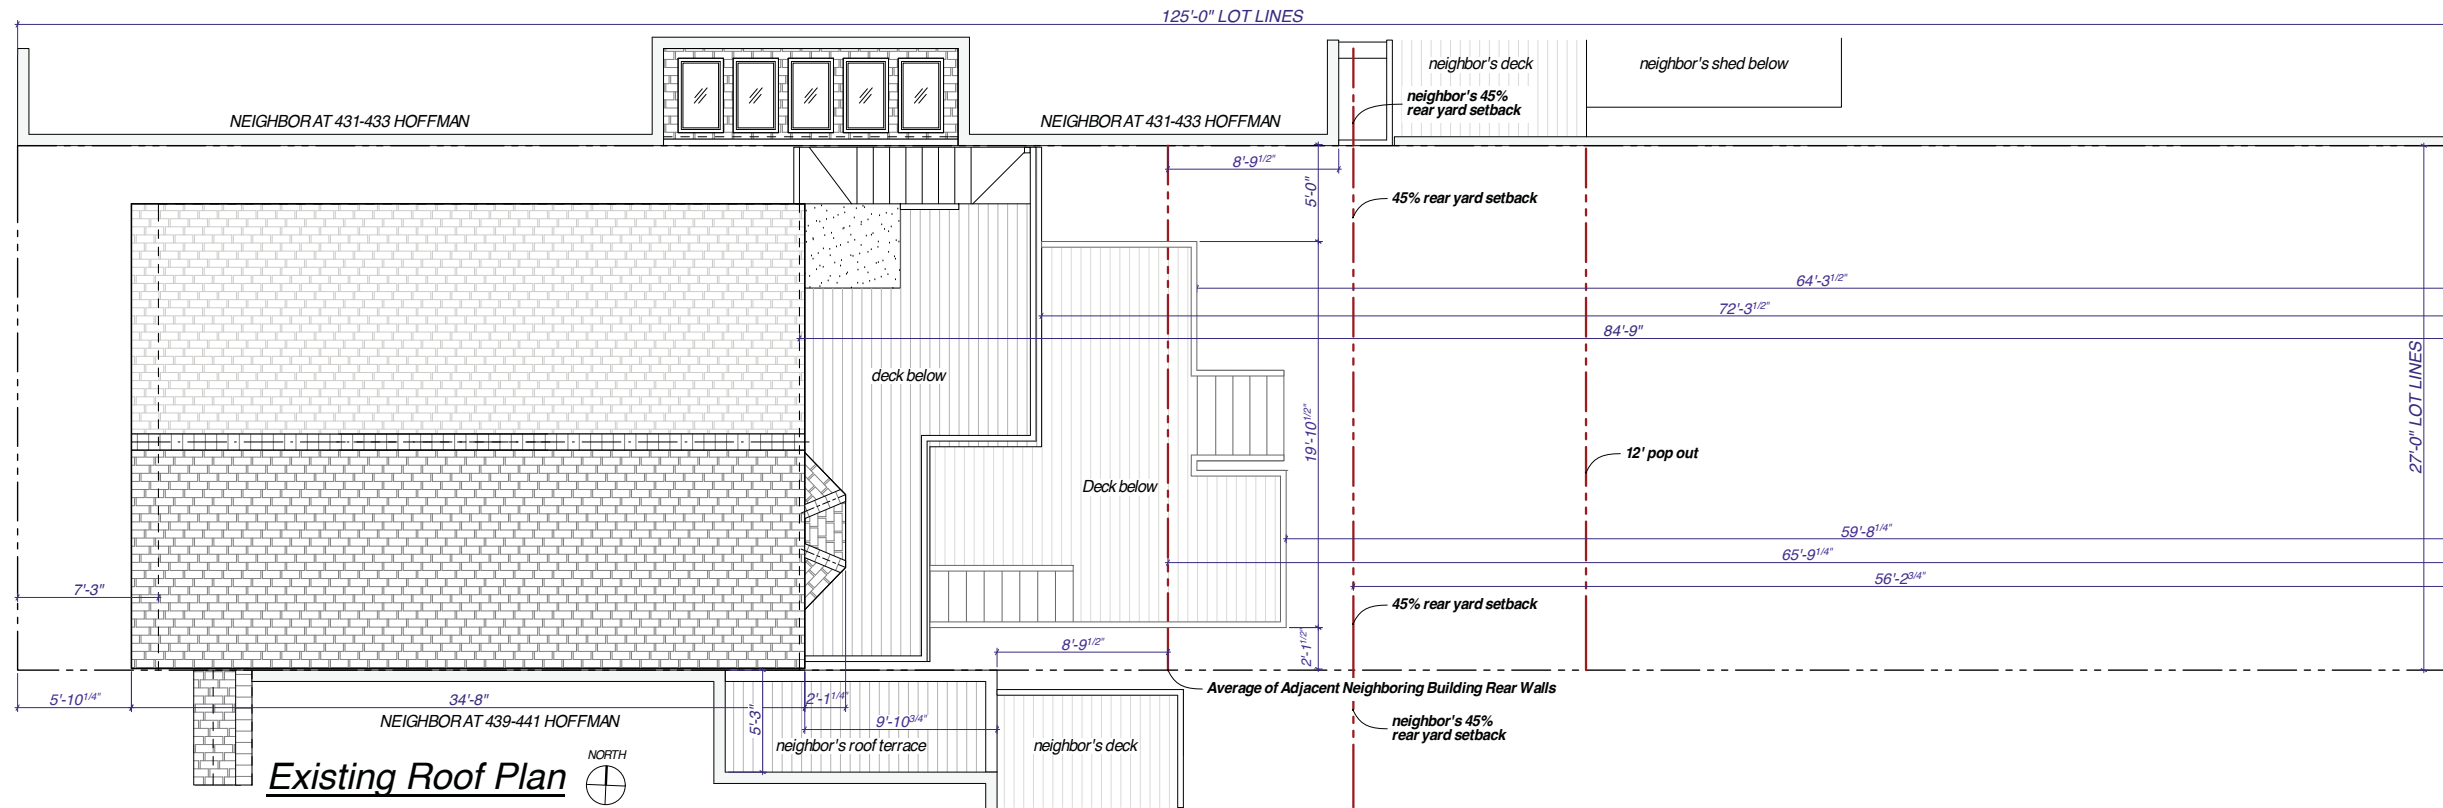 125'-0" LOT LINES
neighbor's deck
neighbor's shed below
neighbor's 45%
rear yard setback
NEIGHBOR AT 431-433 HOFFMAN
NEIGHBOR AT 431-433 HOFFMAN
8'-9 1/2"
5'-0"
45% rear yard setback
64'-3 1/2"
72'-3 1/2"
84'-9"
27'-0" LOT LINES
deck below
19'-10 1/2"
12' pop out
Deck below
59'-8 1/4"
65'-9 1/4"
56'-2 3/4"
7'-3"
45% rear yard setback
8'-9 1/2"
2'-1 1/2"
Average of Adjacent Neighboring Building Rear Walls
5'-10 1/4"
34'-8"
2'-1 1/4"
NEIGHBOR AT 439-441 HOFFMAN
5'-3"
9'-10 3/4"
neighbor's 45%
rear yard setback
neighbor's roof terrace
neighbor's deck
NORTH
Existing Roof Plan